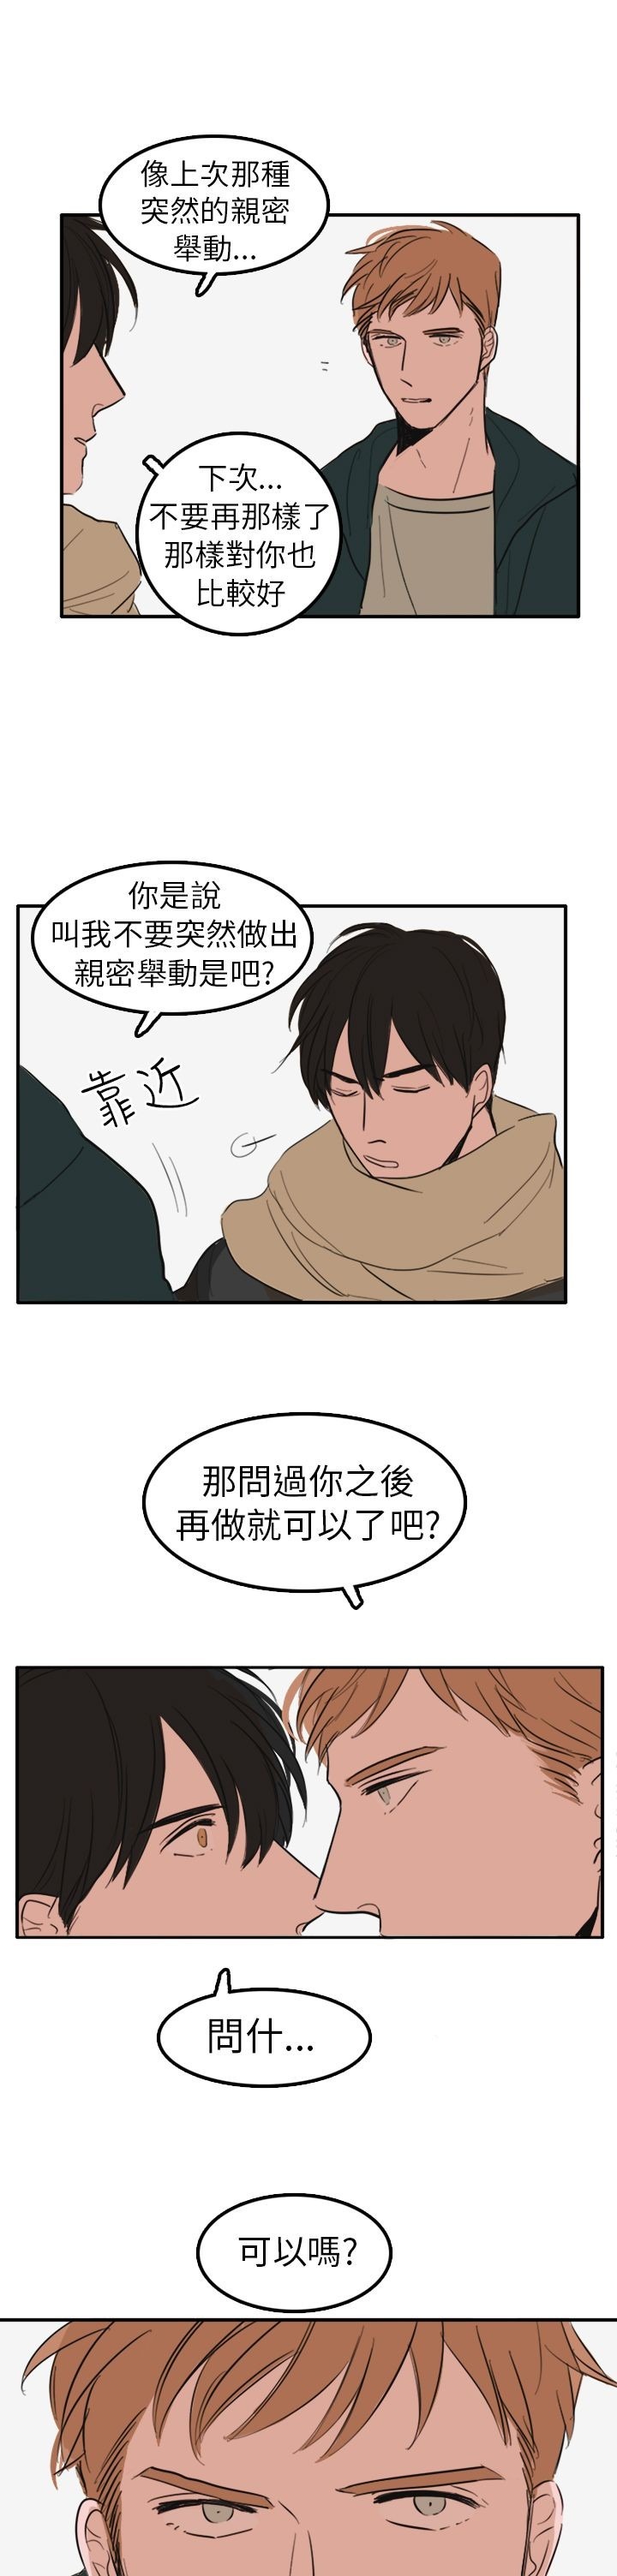 像上次那種
突然的親密
舉動...
下次...
不要再那樣了
那樣對你也
比較好
你是說
叫我不要突然做出
親密舉動是吧?
靠近
那問過你之後
再做就可以了吧?
問什...
可以嗎?